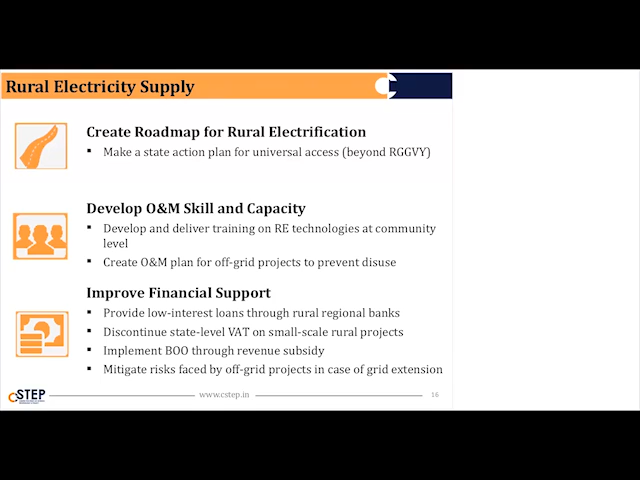 Rural Electricity Supply
Create Roadmap for Rural Electrification
▪ Make a state action plan for universal access (beyond RGGVY)
Develop O&M Skill and Capacity
▪ Develop and deliver training on RE technologies at community
level
▪ Create O&M plan for off-grid projects to prevent disuse
Improve Financial Support
▪ Provide low-interest loans through rural regional banks
▪ Discontinue state-level VAT on small-scale rural projects
▪ Implement BOO through revenue subsidy
▪ Mitigate risks faced by off-grid projects in case of grid extension
CSTEP
www.cstep.in
16